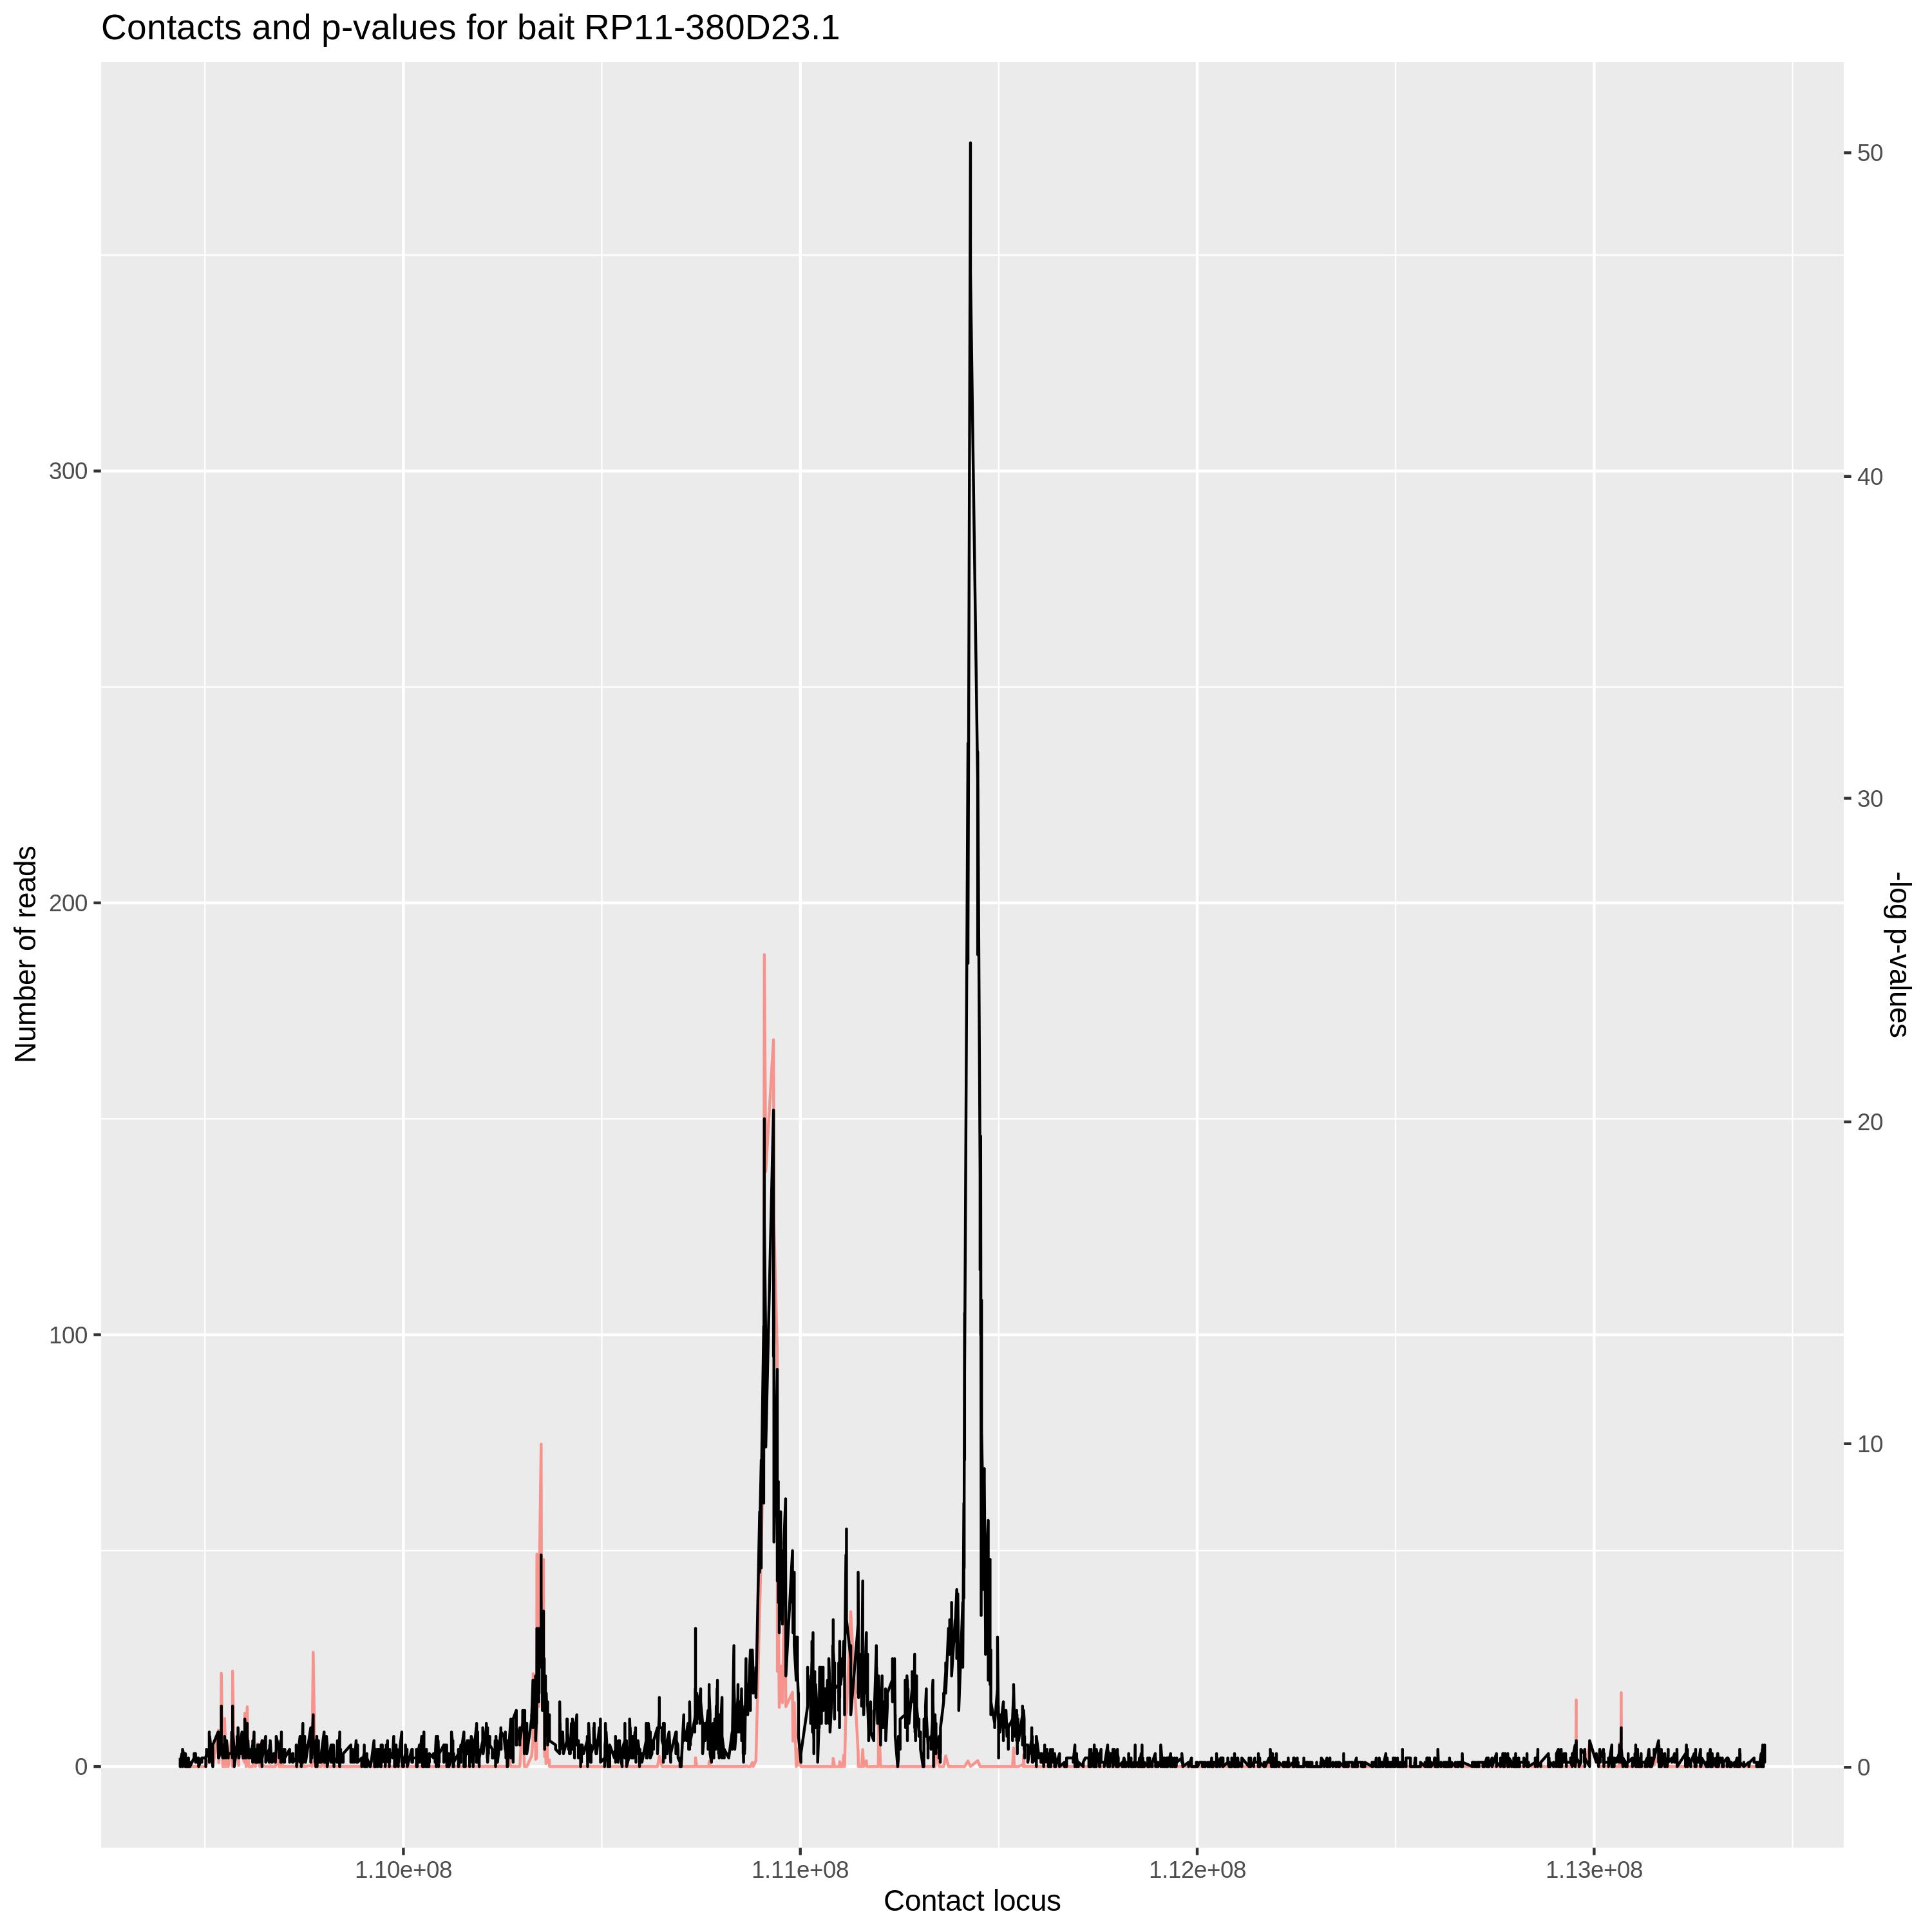 Contacts and p-values for bait RP11-380D23.1
Number of reads
300
200
100
0
50
40
30
20
10
0
-log p-values
1.10e+08 1.11e+08 1.12e+08 1.13e+08
Contact locus